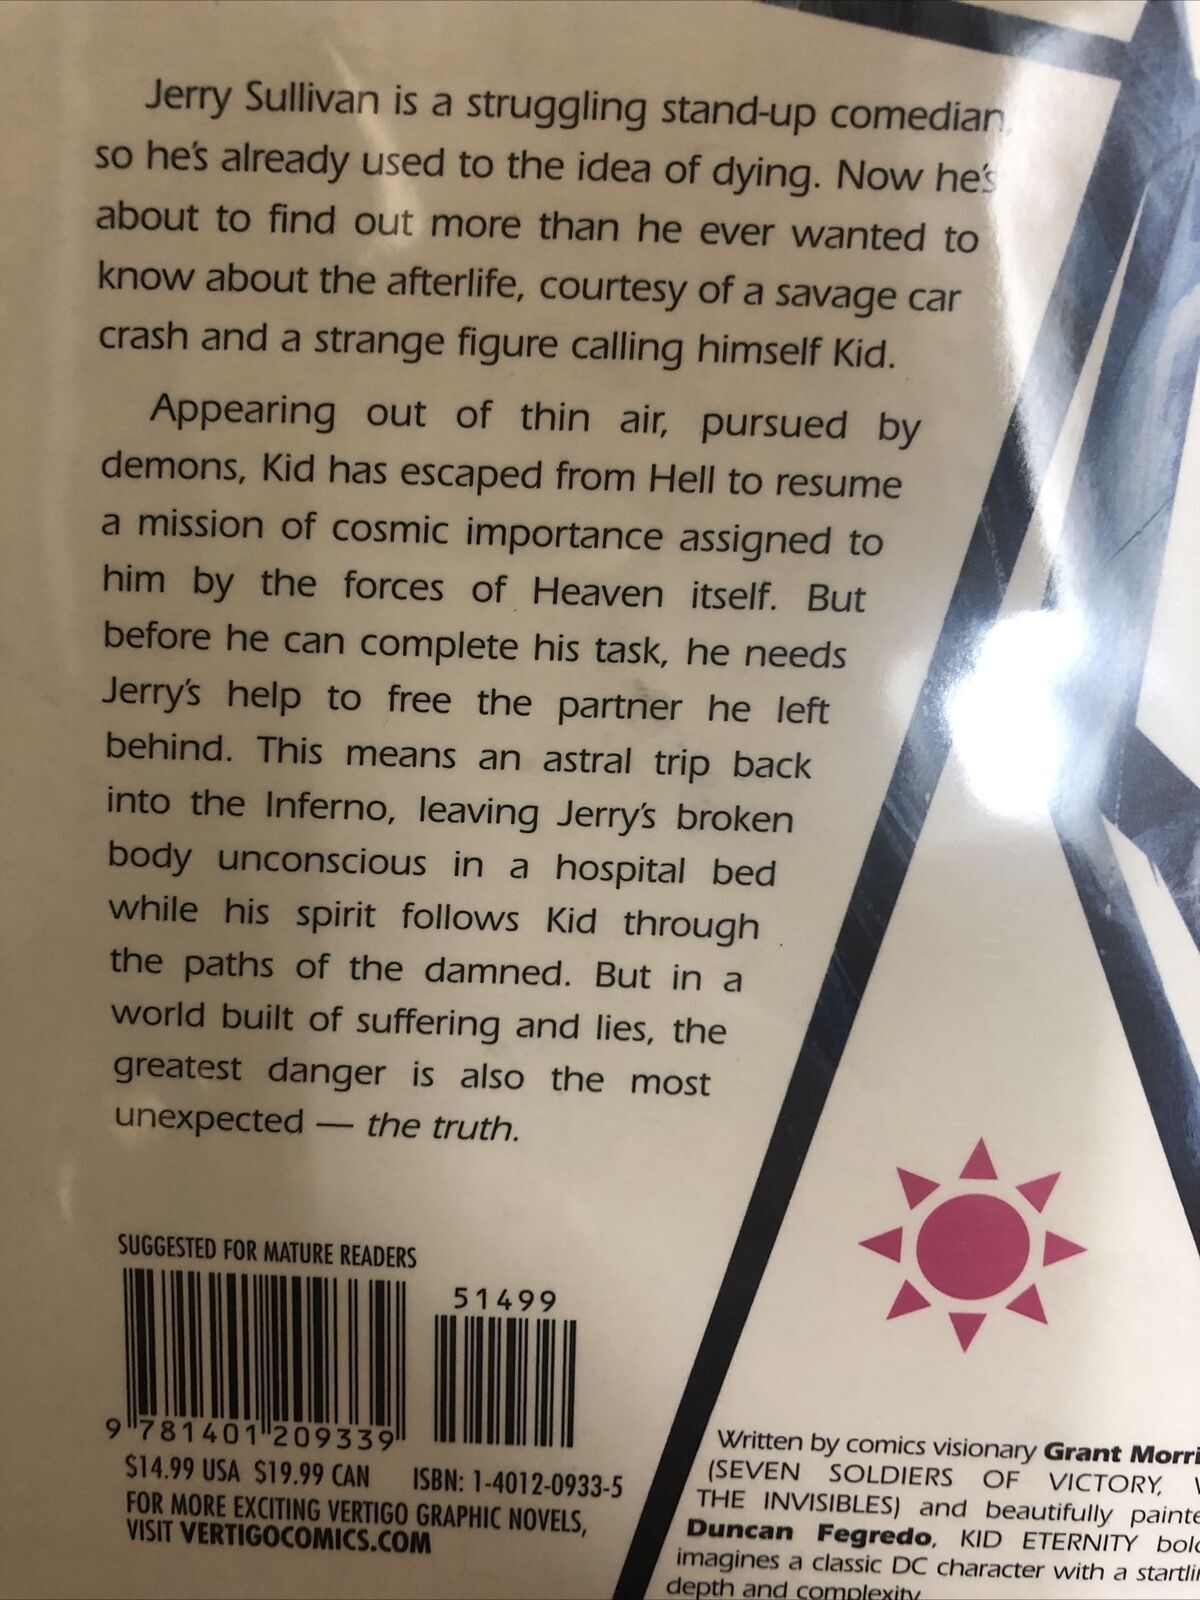 Jerry Sullivan is a struggling stand-up comedian,
so he's already used to the idea of dying. Now he's
about to find out more than he ever wanted to
know about the afterlife, courtesy of a savage car
crash and a strange figure calling himself Kid.
Appearing out of thin air, pursued by
demons, Kid has escaped from Hell to resume
a mission of cosmic importance assigned to
him by the forces of Heaven itself. But
before he can complete his task, he needs
Jerry's help to free the partner he left
behind. This means an astral trip back
into the Inferno, leaving Jerry's broken
body unconscious in a hospital bed
while his spirit follows Kid through
the paths of the damned. But in a
world built of suffering and lies, the
greatest danger is also the most
unexpected — the truth.
SUGGESTED FOR MATURE READERS
51499
9 781401 209339
$14.99 USA $19.99 CAN ISBN: 1-4012-0933-5
FOR MORE EXCITING VERTIGO GRAPHIC NOVELS,
VISIT VERTIGOCOMICS.COM
Written by comics visionary Grant Morri
(SEVEN SOLDIERS OF VICTORY,
THE INVISIBLES) and beautifully painte
Duncan Fegredo, KID ETERNITY bol
imagines a classic DC character with a startlin
depth and complexity